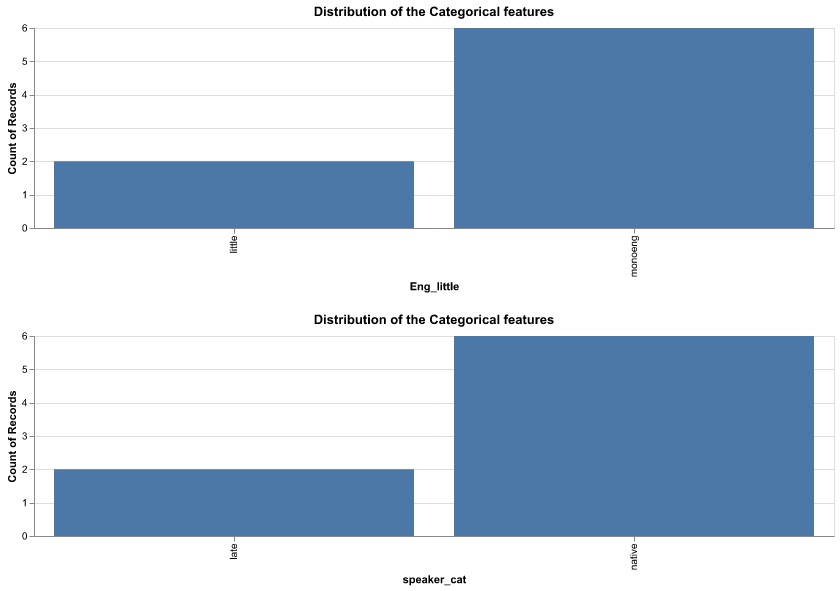 Distribution of the Categorical features
6
5
4
3
2
1
0
Count of Records
little
monoeng
Eng_little
Distribution of the Categorical features
6
5
4
3
2
1
0
Count of Records
late
native
speaker_cat